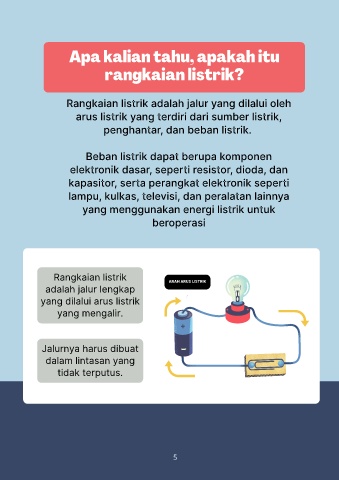 Apa kalian tahu, apakah itu
rangkaian listrik?
Rangkaian listrik adalah jalur yang dilalui oleh
arus listrik yang terdiri dari sumber listrik,
penghantar, dan beban listrik.
Beban listrik dapat berupa komponen
elektronik dasar, seperti resistor, dioda, dan
kapasitor, serta perangkat elektronik seperti
lampu, kulkas, televisi, dan peralatan lainnya
yang menggunakan energi listrik untuk
beroperasi
Rangkaian listrik
adalah jalur lengkap
yang dilalui arus listrik
yang mengalir.
ARAH ARUS LISTRIK
Jalurnya harus dibuat
dalam lintasan yang
tidak terputus.
5